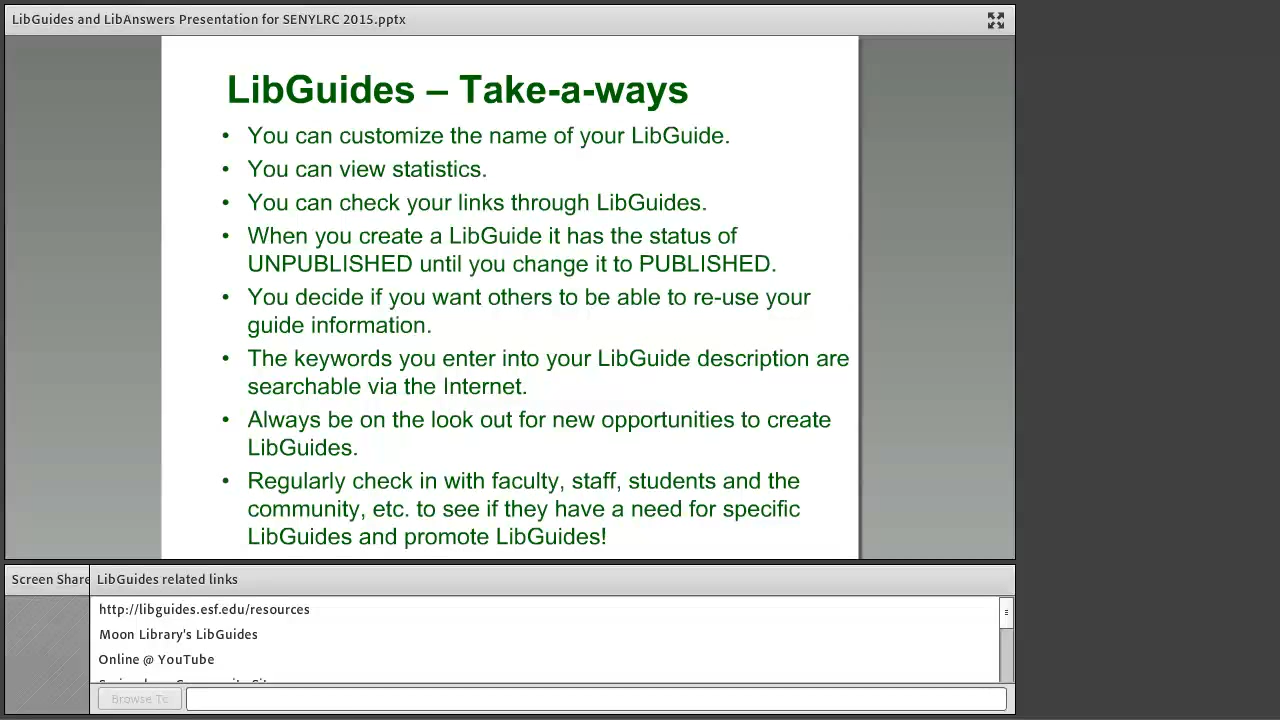 LibGuides and LibAnswers Presentation for SENYLRC 2015.pptx
LibGuides – Take-a-ways
• You can customize the name of your LibGuide.
• You can view statistics.
• You can check your links through LibGuides.
• When you create a LibGuide it has the status of
UNPUBLISHED until you change it to PUBLISHED.
• You decide if you want others to be able to re-use your
guide information.
• The keywords you enter into your LibGuide description are
searchable via the Internet.
• Always be on the look out for new opportunities to create
LibGuides.
• Regularly check in with faculty, staff, students and the
community, etc. to see if they have a need for specific
LibGuides and promote LibGuides!
Screen Share
LibGuides related links
http://libguides.esf.edu/resources
Moon Library's LibGuides
Online @ YouTube
Browse To